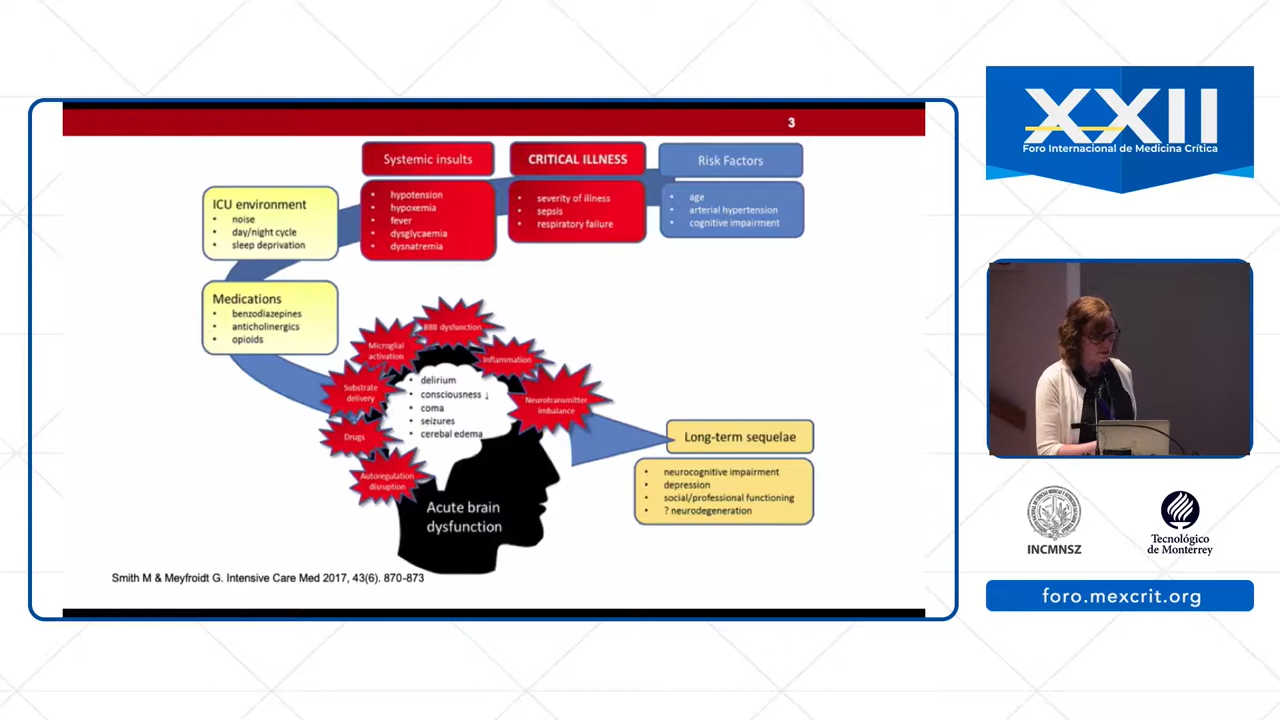 3
Systemic insults
hypotension
hypoxemia
fever
dysglycaemia
dysnatremia
CRITICAL ILLNESS
severity of illness
sepsis
respiratory failure
Risk Factors
age
arterial hypertension
cognitive impairment
ICU environment
noise
day/night cycle
sleep deprivation
Medications
benzodiazepines
anticholinergics
opioids
BBB dysfunction
Microglial
activation
Inflammation
Substrate
delivery
Neurotransmitter
imbalance
Drugs
Autoregulation
disruption
delirium
consciousness ↓
coma
seizures
cerebral edema
Acute brain
dysfunction
Long-term sequelae
neurocognitive impairment
depression
social/professional functioning
? neurodegeneration
Smith M & Meyfroidt G. Intensive Care Med 2017, 43(6). 870-873
XXII
Foro Internacional de Medicina Crítica
INCMNSZ
Tecnológico
de Monterrey
foro.mexcrit.org